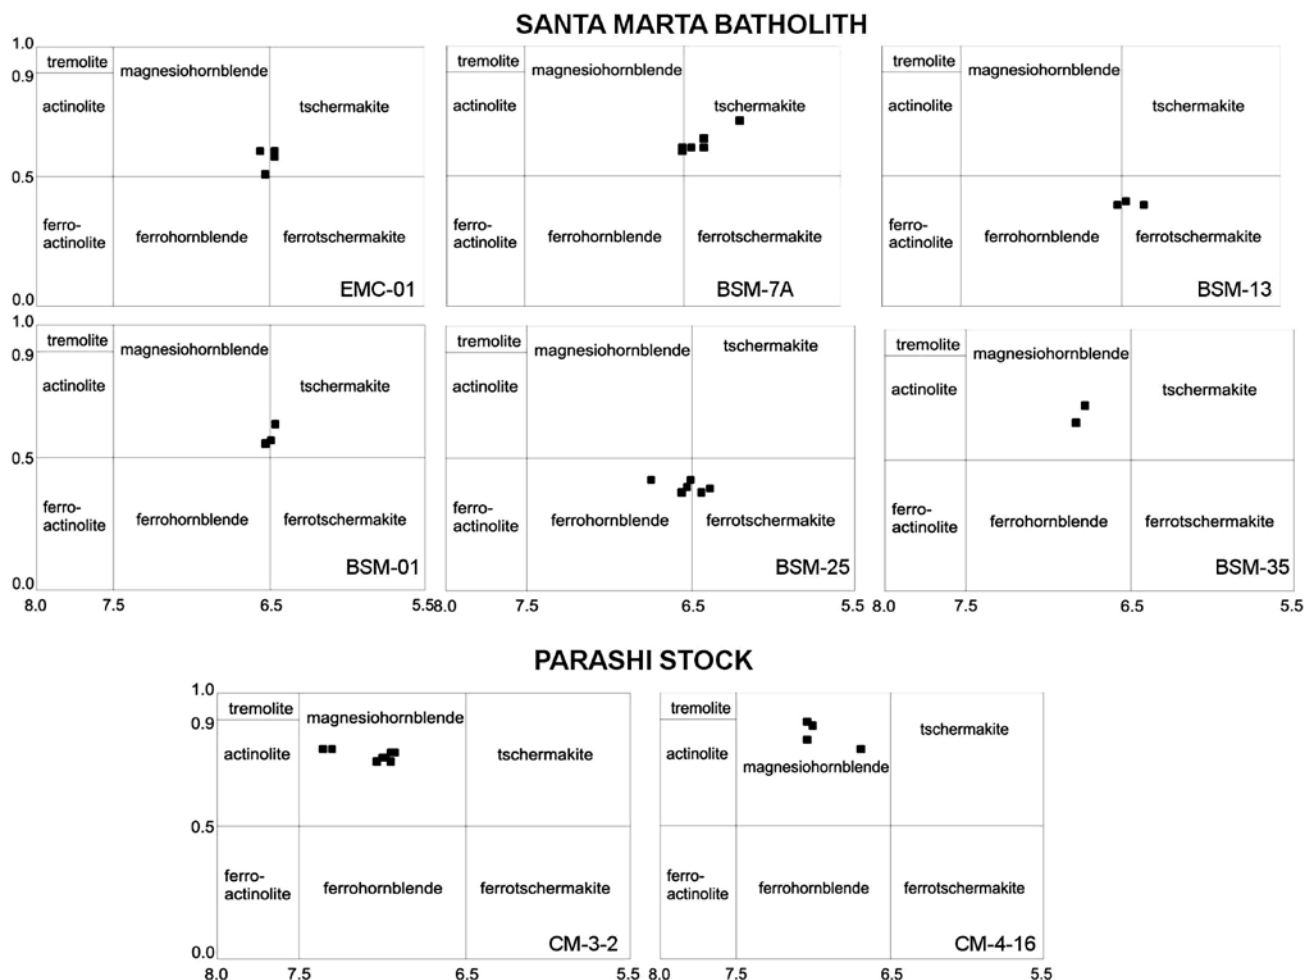 SANTA MARTA BATHOLITH
1.0
0.9
0.5
0.0
tremolite
magnesiohornblende
actinolite
tschermakite
ferro-
actinolite
ferrohornblende
ferrotschermakite
EMC-01
tremolite
magnesiohornblende
actinolite
tschermakite
ferro-
actinolite
ferrohornblende
ferrotschermakite
BSM-7A
tremolite
magnesiohornblende
actinolite
tschermakite
ferro-
actinolite
ferrohornblende
ferrotschermakite
BSM-13
1.0
0.9
0.5
0.0
tremolite
magnesiohornblende
actinolite
tschermakite
ferro-
actinolite
ferrohornblende
ferrotschermakite
BSM-01
8.0 7.5 6.5 5.5
tremolite
magnesiohornblende
tschermakite
actinolite
ferro-
actinolite
ferrohornblende
ferrotschermakite
BSM-25
8.0 7.5 6.5 5.5
tremolite
magnesiohornblende
actinolite
tschermakite
ferro-
actinolite
ferrohornblende
ferrotschermakite
BSM-35
8.0 7.5 6.5 5.5
PARASHI STOCK
1.0
0.9
0.5
0.0
tremolite
magnesiohornblende
actinolite
tschermakite
ferro-
actinolite
ferrohornblende
ferrotschermakite
CM-3-2
8.0 7.5 6.5 5.5
tremolite
tschermakite
actinolite
magnesiohornblende
ferro-
actinolite
ferrohornblende
ferrotschermakite
CM-4-16
8.0 7.5 6.5 5.5